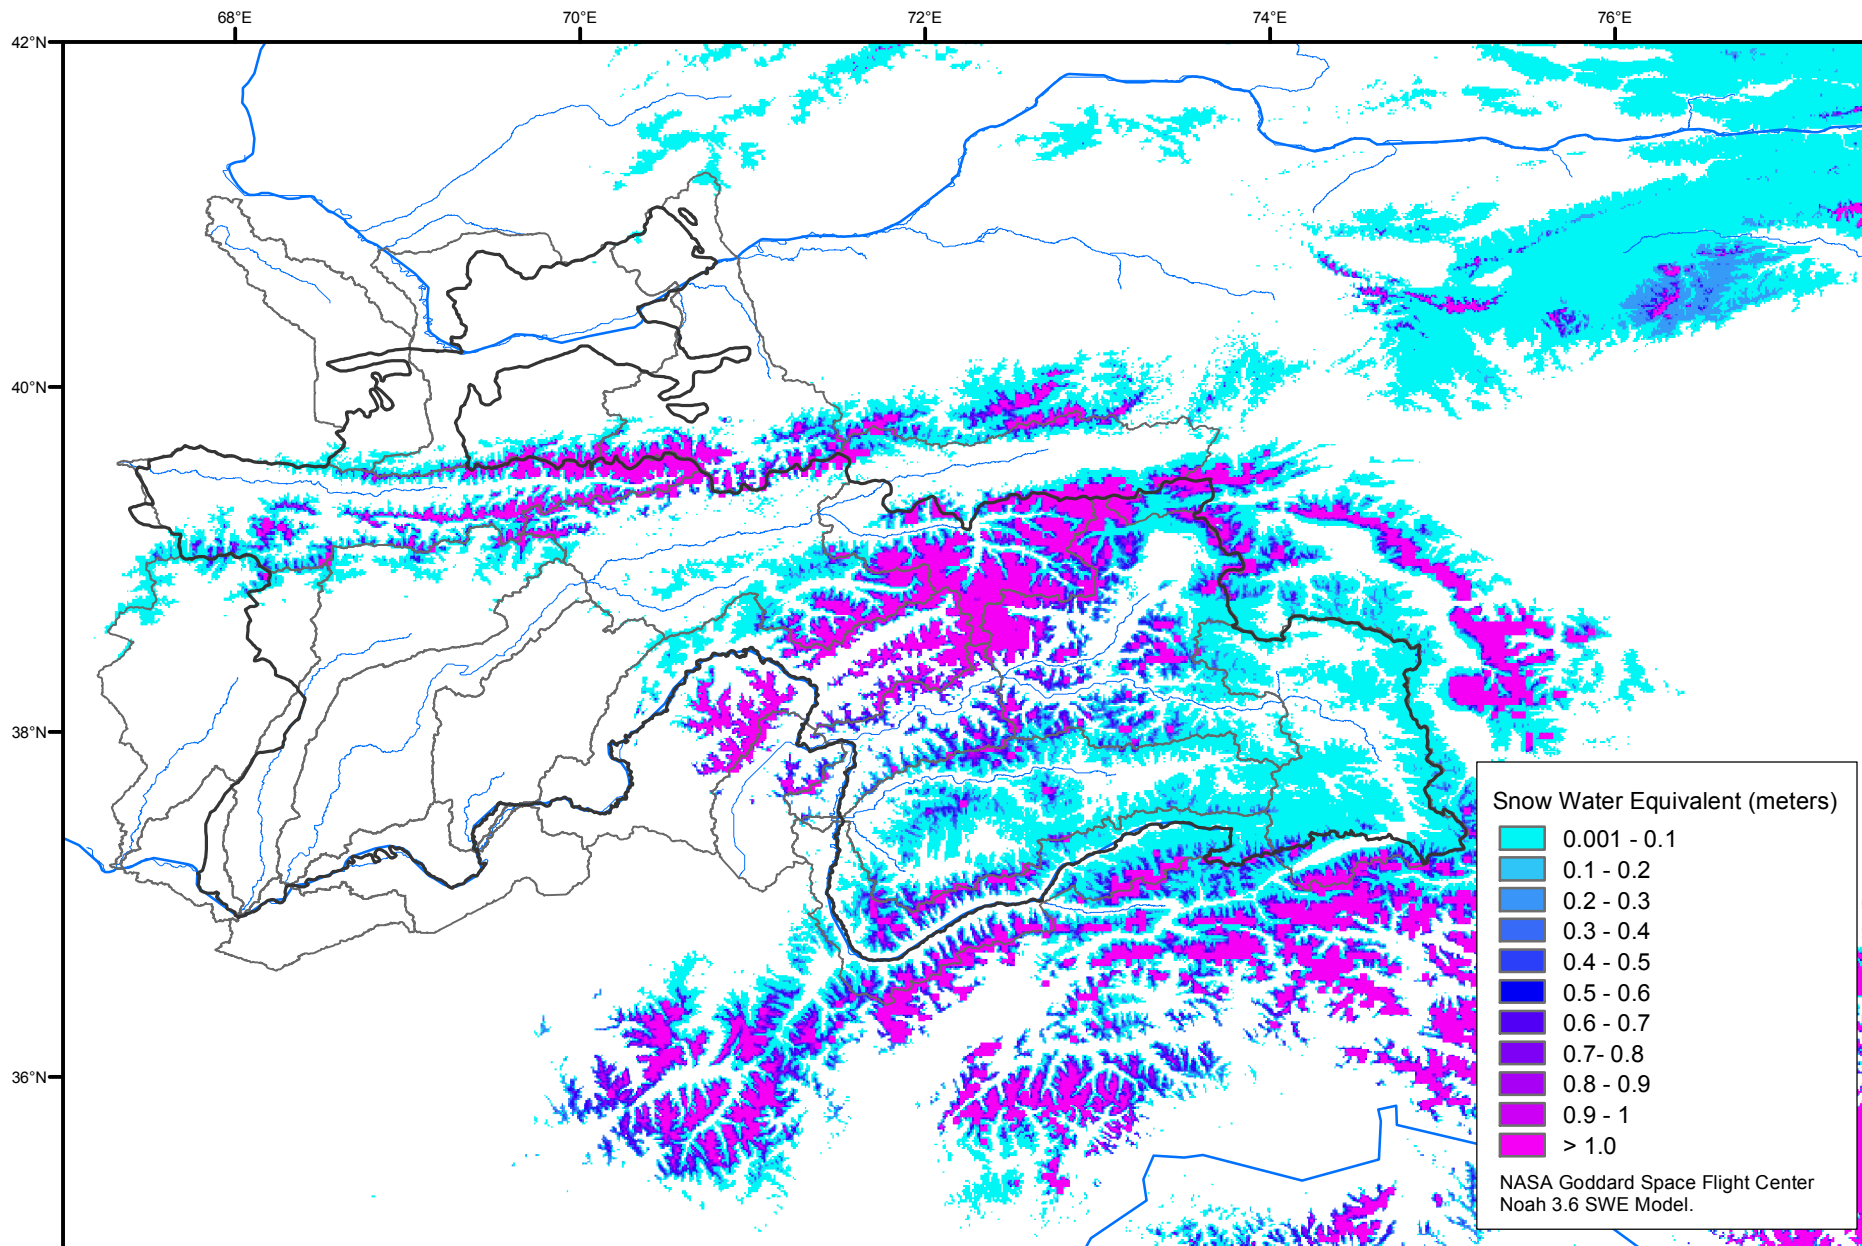 68°E 70°E 72°E 74°E 76°E
42°N
40°N
38°N
36°N
Snow Water Equivalent (meters)
0.001 - 0.1
0.1 - 0.2
0.2 - 0.3
0.3 - 0.4
0.4 - 0.5
0.5 - 0.6
0.6 - 0.7
0.7- 0.8
0.8 - 0.9
0.9 - 1
> 1.0
NASA Goddard Space Flight Center
Noah 3.6 SWE Model.